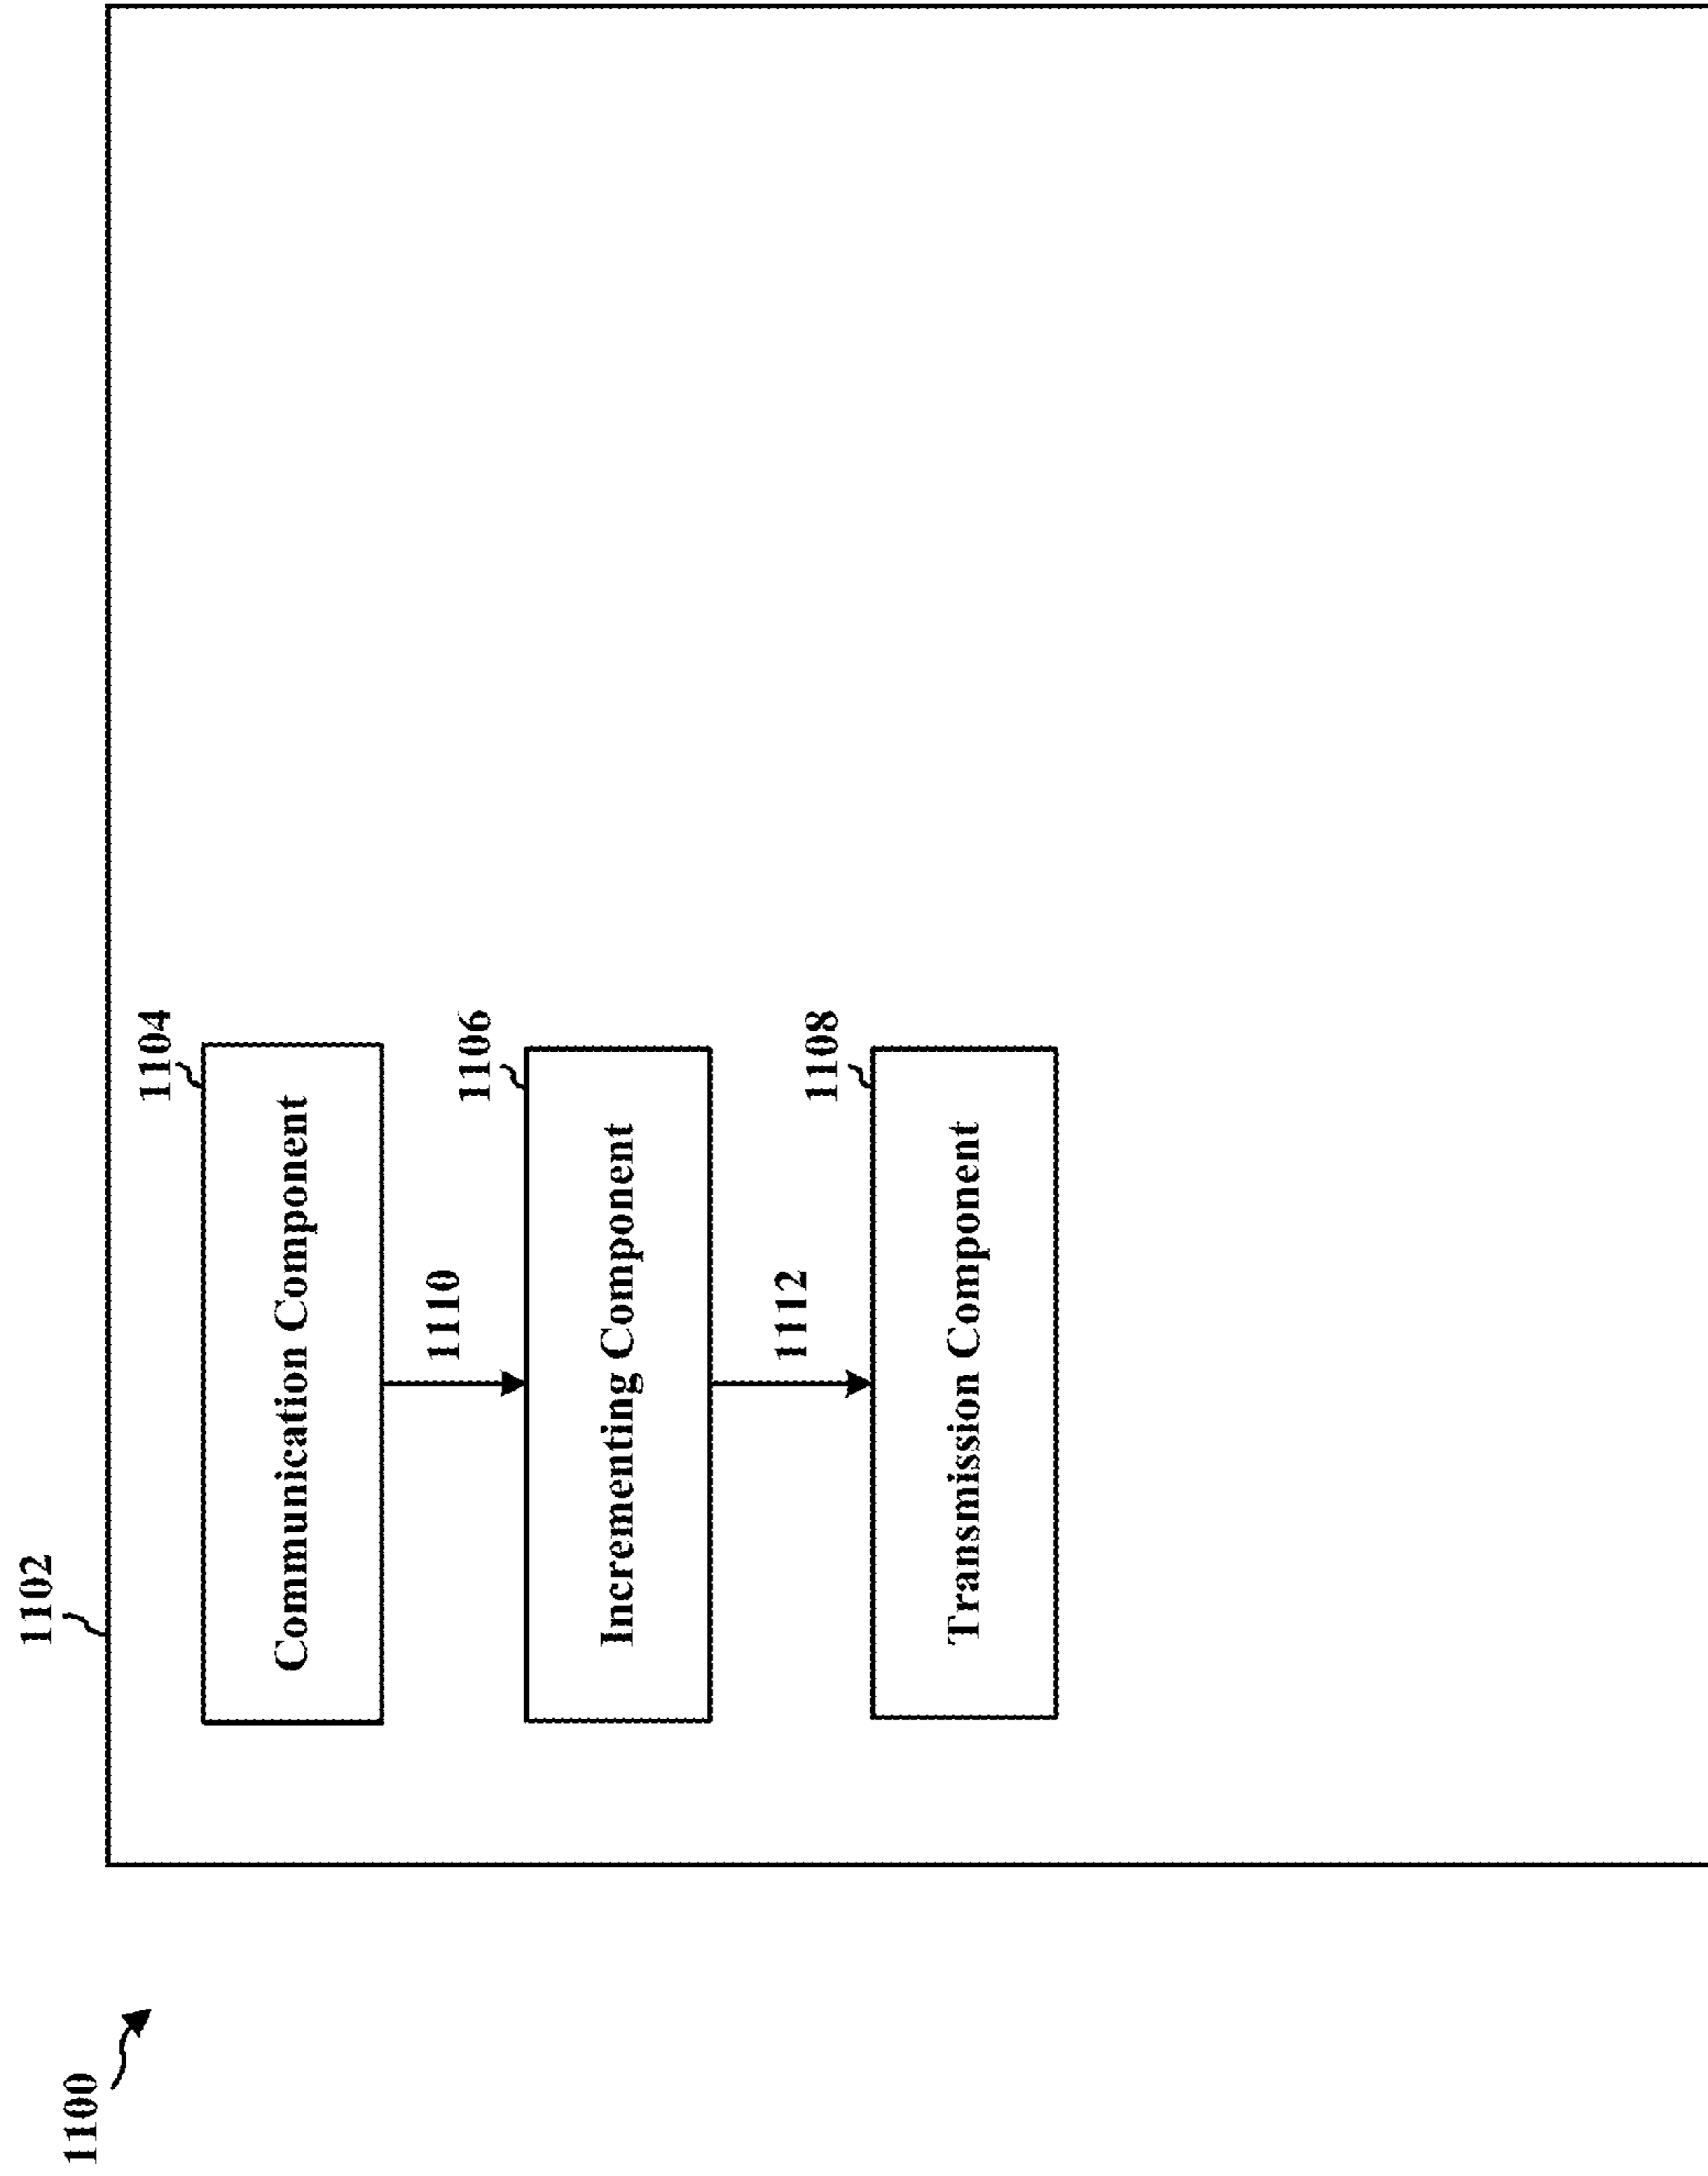 1100
1102
1104
Communication Component
1110
1106
Incrementing Component
1112
1108
Transmission Component